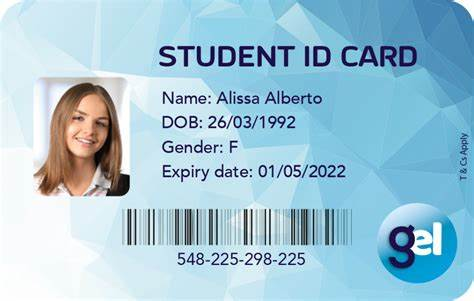 STUDENT ID CARD
Name: Alissa Alberto
DOB: 26/03/1992
Gender: F
Expiry date: 01/05/2022
T & Cs Apply
548-225-298-225
gel